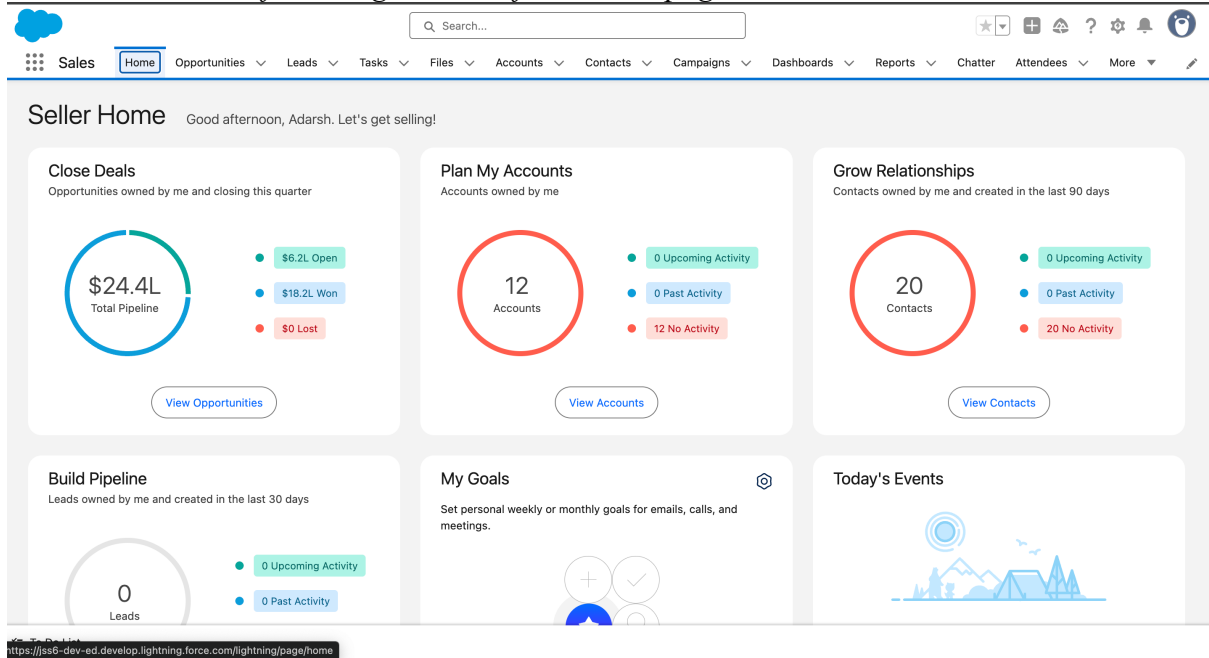 Search...
Sales
Home
Opportunities
Leads
Tasks
Files
Accounts
Contacts
Campaigns
Dashboards
Reports
Chatter
Attendees
More
Seller Home
Good afternoon, Adarsh. Let's get selling!
Close Deals
Opportunities owned by me and closing this quarter
$24.4L
Total Pipeline
$6.2L Open
$18.2L Won
$0 Lost
View Opportunities
Plan My Accounts
Accounts owned by me
12
Accounts
0 Upcoming Activity
0 Past Activity
12 No Activity
View Accounts
Grow Relationships
Contacts owned by me and created in the last 90 days
20
Contacts
0 Upcoming Activity
0 Past Activity
20 No Activity
View Contacts
Build Pipeline
Leads owned by me and created in the last 30 days
0
Leads
0 Upcoming Activity
0 Past Activity
My Goals
Set personal weekly or monthly goals for emails, calls, and
meetings.
Today's Events
To Do List
https://jss6-dev-ed.develop.lightning.force.com/lightning/page/home